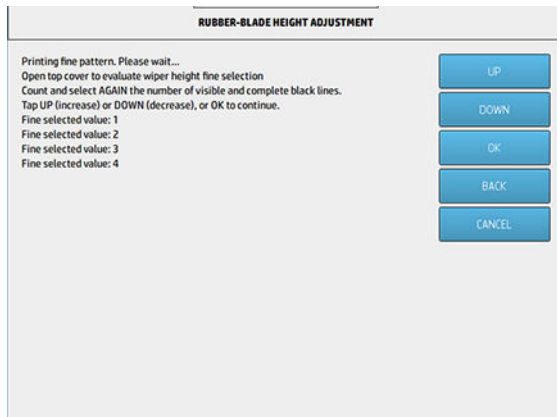 RUBBER-BLADE HEIGHT ADJUSTMENT
Printing fine pattern. Please wait...
Open top cover to evaluate wiper height fine selection
Count and select AGAIN the number of visible and complete black lines.
Tap UP (increase) or DOWN (decrease), or OK to continue.
Fine selected value: 1
Fine selected value: 2
Fine selected value: 3
Fine selected value: 4
UP
DOWN
OK
BACK
CANCEL